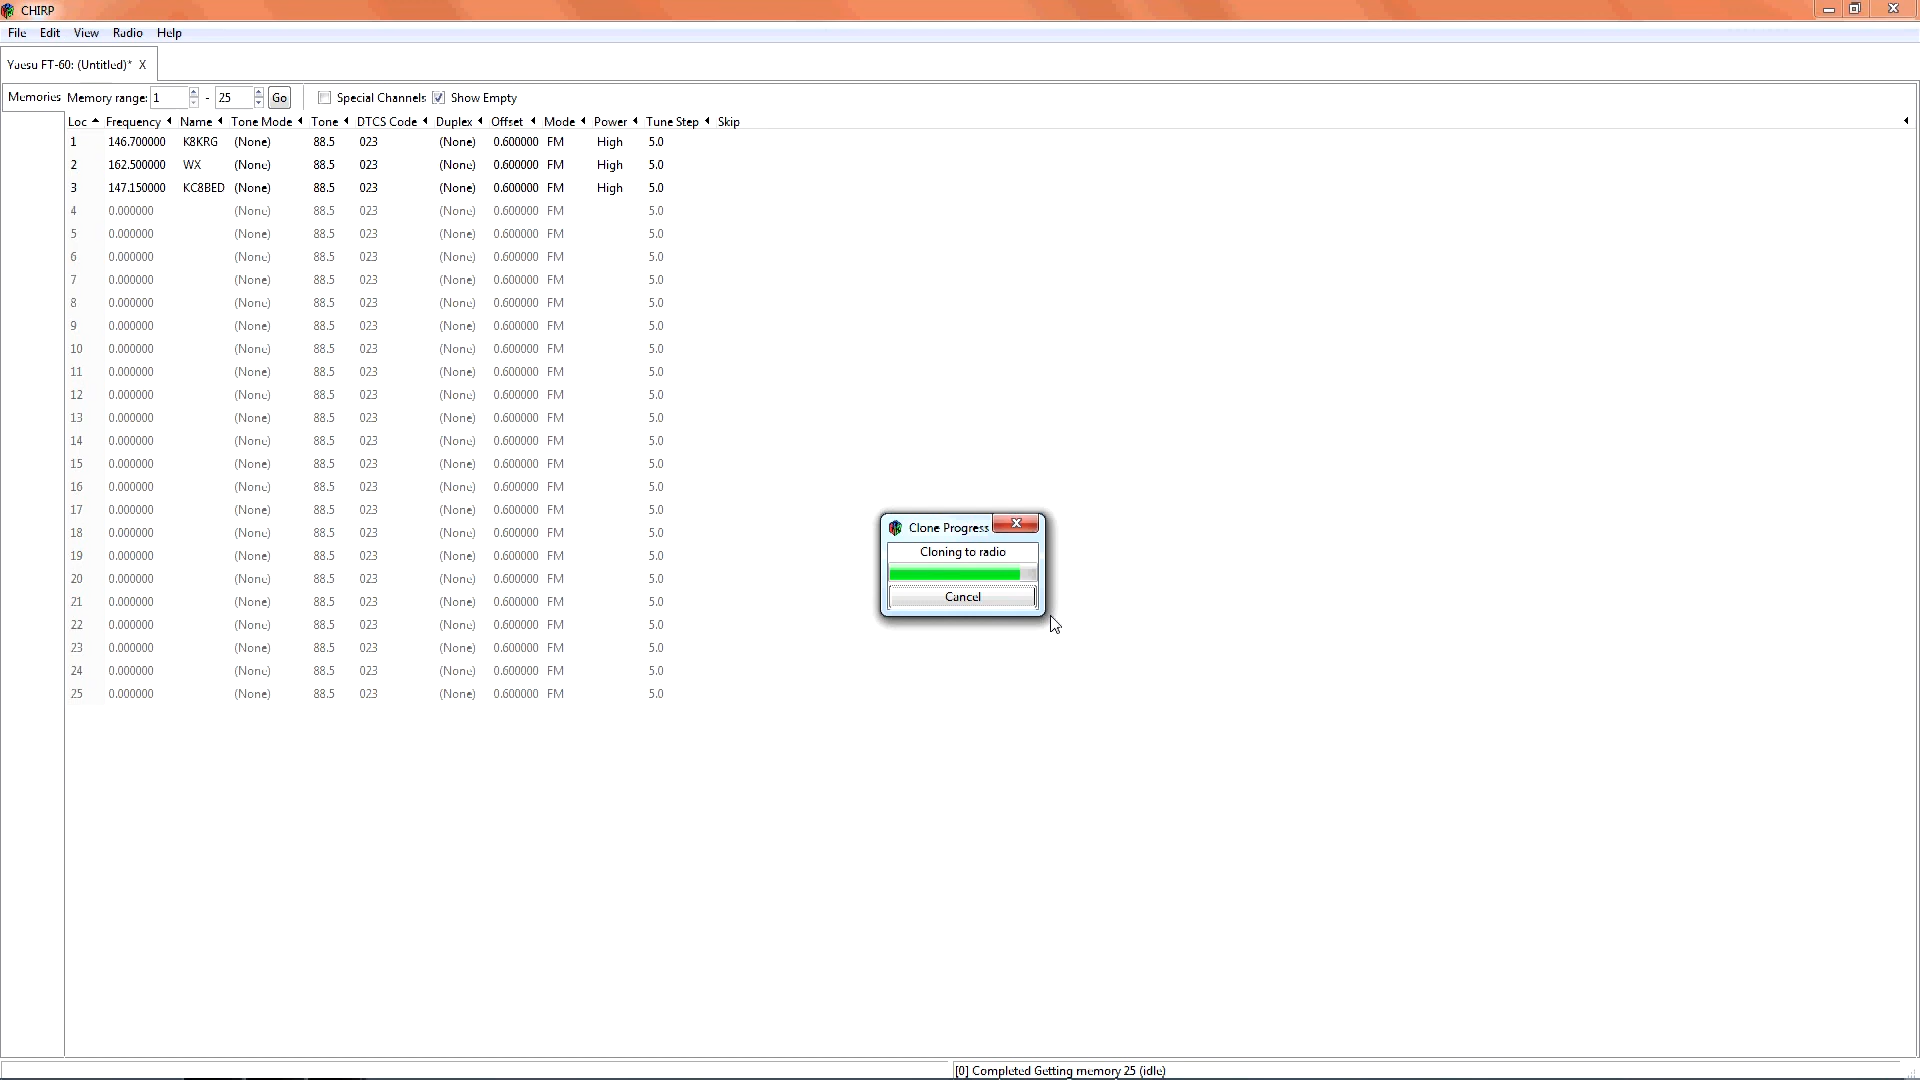 CHIRP
File Edit View Radio Help
Yaesu FT-60: (Untitled)* X
Memories Memory range: 1 - 25 Go Special Channels Show Empty
Loc Frequency Name Tone Mode Tone DTCS Code Duplex Offset Mode Power Tune Step Skip
1 146.700000 K8KRG (None) 88.5 023 (None) 0.600000 FM High 5.0
2 162.500000 WX (None) 88.5 023 (None) 0.600000 FM High 5.0
3 147.150000 KC8BED (None) 88.5 023 (None) 0.600000 FM High 5.0
4 0.000000 (None) 88.5 023 (None) 0.600000 FM 5.0
5 0.000000 (None) 88.5 023 (None) 0.600000 FM 5.0
6 0.000000 (None) 88.5 023 (None) 0.600000 FM 5.0
7 0.000000 (None) 88.5 023 (None) 0.600000 FM 5.0
8 0.000000 (None) 88.5 023 (None) 0.600000 FM 5.0
9 0.000000 (None) 88.5 023 (None) 0.600000 FM 5.0
10 0.000000 (None) 88.5 023 (None) 0.600000 FM 5.0
11 0.000000 (None) 88.5 023 (None) 0.600000 FM 5.0
12 0.000000 (None) 88.5 023 (None) 0.600000 FM 5.0
13 0.000000 (None) 88.5 023 (None) 0.600000 FM 5.0
14 0.000000 (None) 88.5 023 (None) 0.600000 FM 5.0
15 0.000000 (None) 88.5 023 (None) 0.600000 FM 5.0
16 0.000000 (None) 88.5 023 (None) 0.600000 FM 5.0
17 0.000000 (None) 88.5 023 (None) 0.600000 FM 5.0
18 0.000000 (None) 88.5 023 (None) 0.600000 FM 5.0
19 0.000000 (None) 88.5 023 (None) 0.600000 FM 5.0
20 0.000000 (None) 88.5 023 (None) 0.600000 FM 5.0
21 0.000000 (None) 88.5 023 (None) 0.600000 FM 5.0
22 0.000000 (None) 88.5 023 (None) 0.600000 FM 5.0
23 0.000000 (None) 88.5 023 (None) 0.600000 FM 5.0
24 0.000000 (None) 88.5 023 (None) 0.600000 FM 5.0
25 0.000000 (None) 88.5 023 (None) 0.600000 FM 5.0
Clone Progress
Cloning to radio
Cancel
[0] Completed Getting memory 25 (idle)